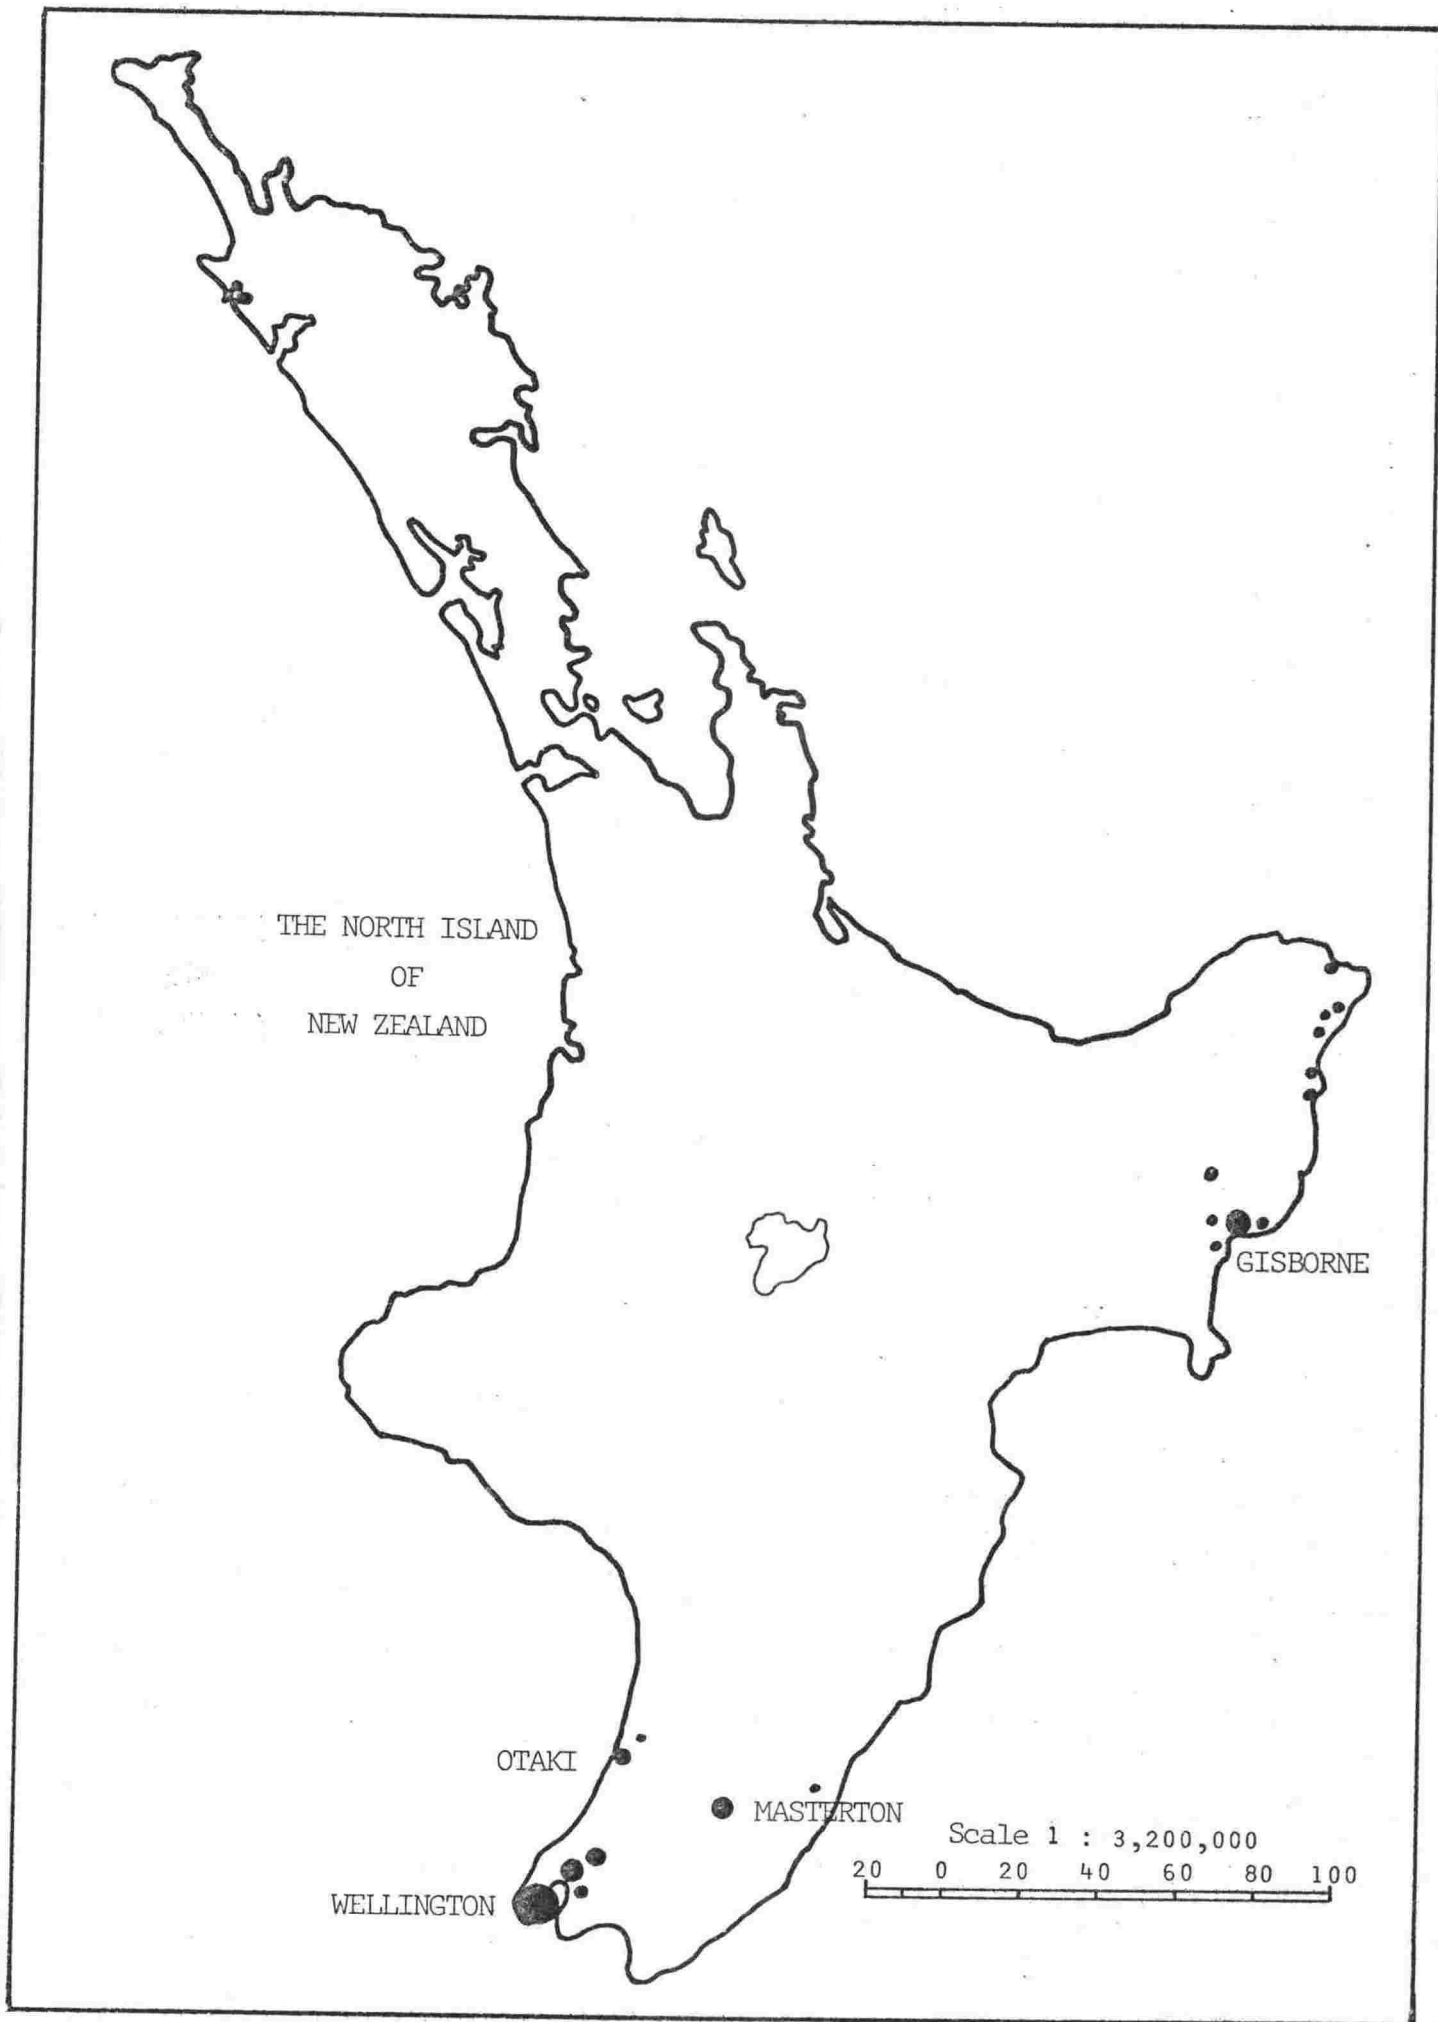 THE NORTH ISLAND
OF
NEW ZEALAND
GISBORNE
OTAKI
MASTERTON
Scale 1 : 3,200,000
20 0 20 40 60 80 100
WELLINGTON